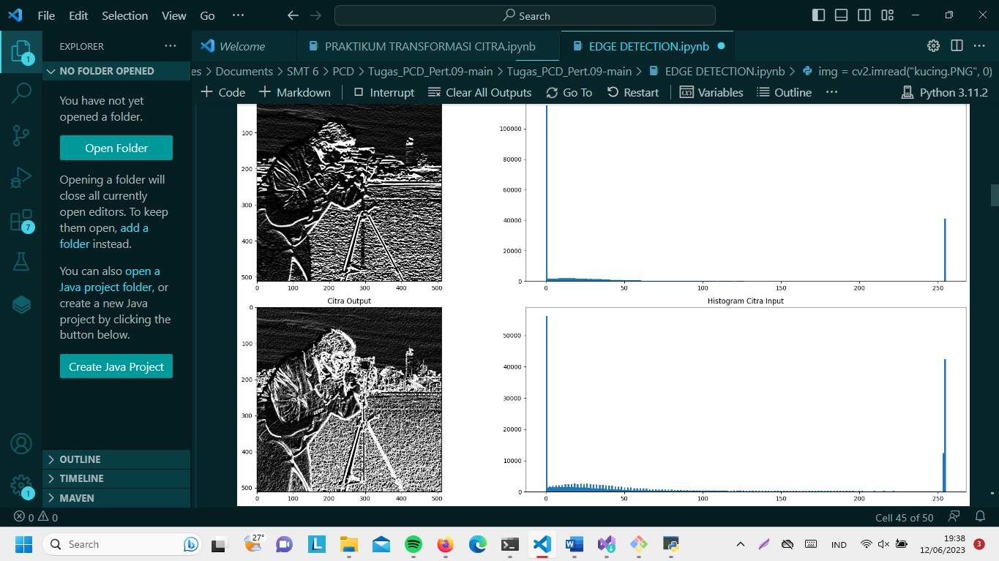 File Edit Selection View Go ··· Search
EXPLORER ···
Welcome PRAKTIKUM TRANSFORMASI CITRA.ipynb EDGE DETECTION.ipynb
NO FOLDER OPENED
es > Documents > SMT 6 > PCD > Tugas_PCD_Pert.09-main > Tugas_PCD_Pert.09-main > EDGE DETECTION.ipynb > img = cv2.imread("kucing.PNG", 0)
+ Code + Markdown Interrupt Clear All Outputs Go To Restart Variables Outline ··· Python 3.11.2
1
You have not yet
opened a folder.
Open Folder
Opening a folder will
close all currently
open editors. To keep
them open, add a
folder instead.
7
You can also open a
Java project folder, or
create a new Java
project by clicking the
button below.
Create Java Project
OUTLINE
TIMELINE
MAVEN
1
100
200
300
400
500
0 100 200 300 400 500
100000
80000
60000
40000
20000
0
0 50 100 150 200 250
Citra Output
0
100
200
300
400
500
0 100 200 300 400 500
Histogram Citra Input
50000
40000
30000
20000
10000
0
0 50 100 150 200 250
0 0
Cell 45 of 50
Search
27°
IND
19:38
12/06/2023
3